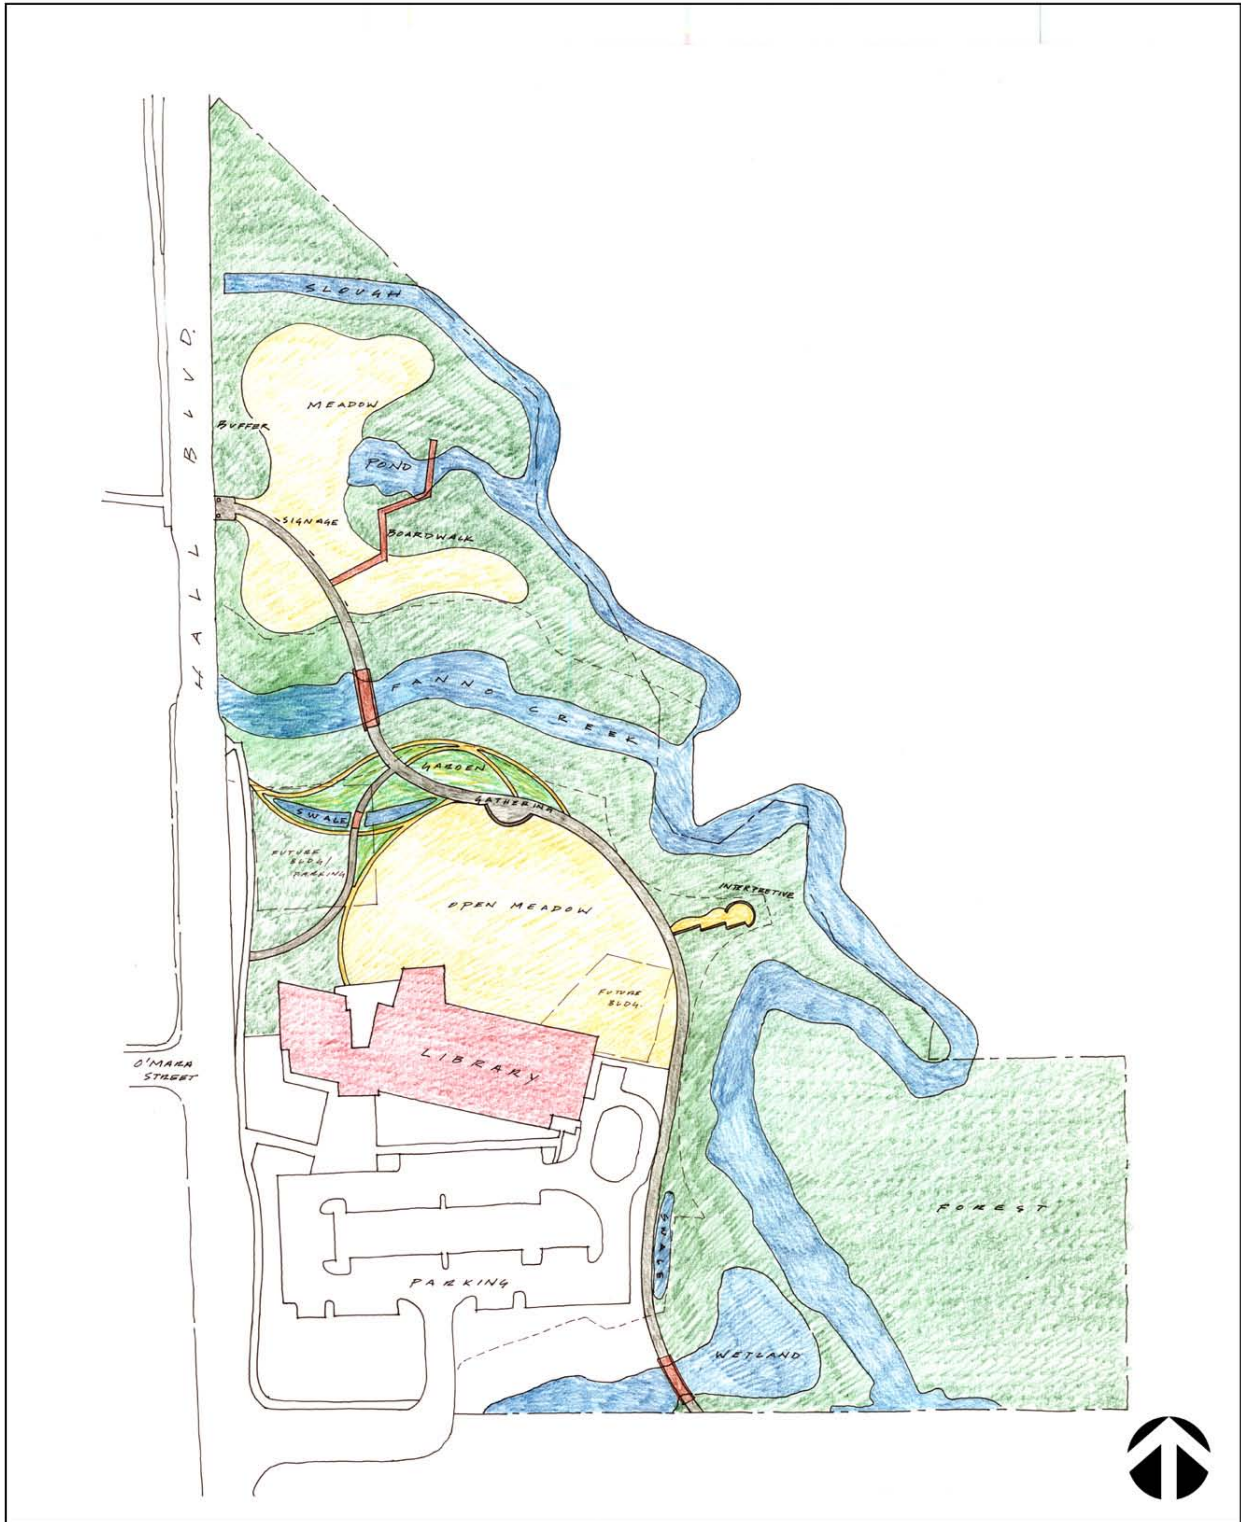 SLOUGH
HALL BLVD.
MEADOW
BUFFER
POND
SIGNAGE
BOARDWALK
FANNO CREEK
GARDEN
GATHERING
SWALE
FUTURE
BLDG/
PARKING
INTERPRETIVE
OPEN MEADOW
FUTURE
BLDG.
LIBRARY
O'MARA
STREET
FOREST
SWALE
PARKING
WETLAND